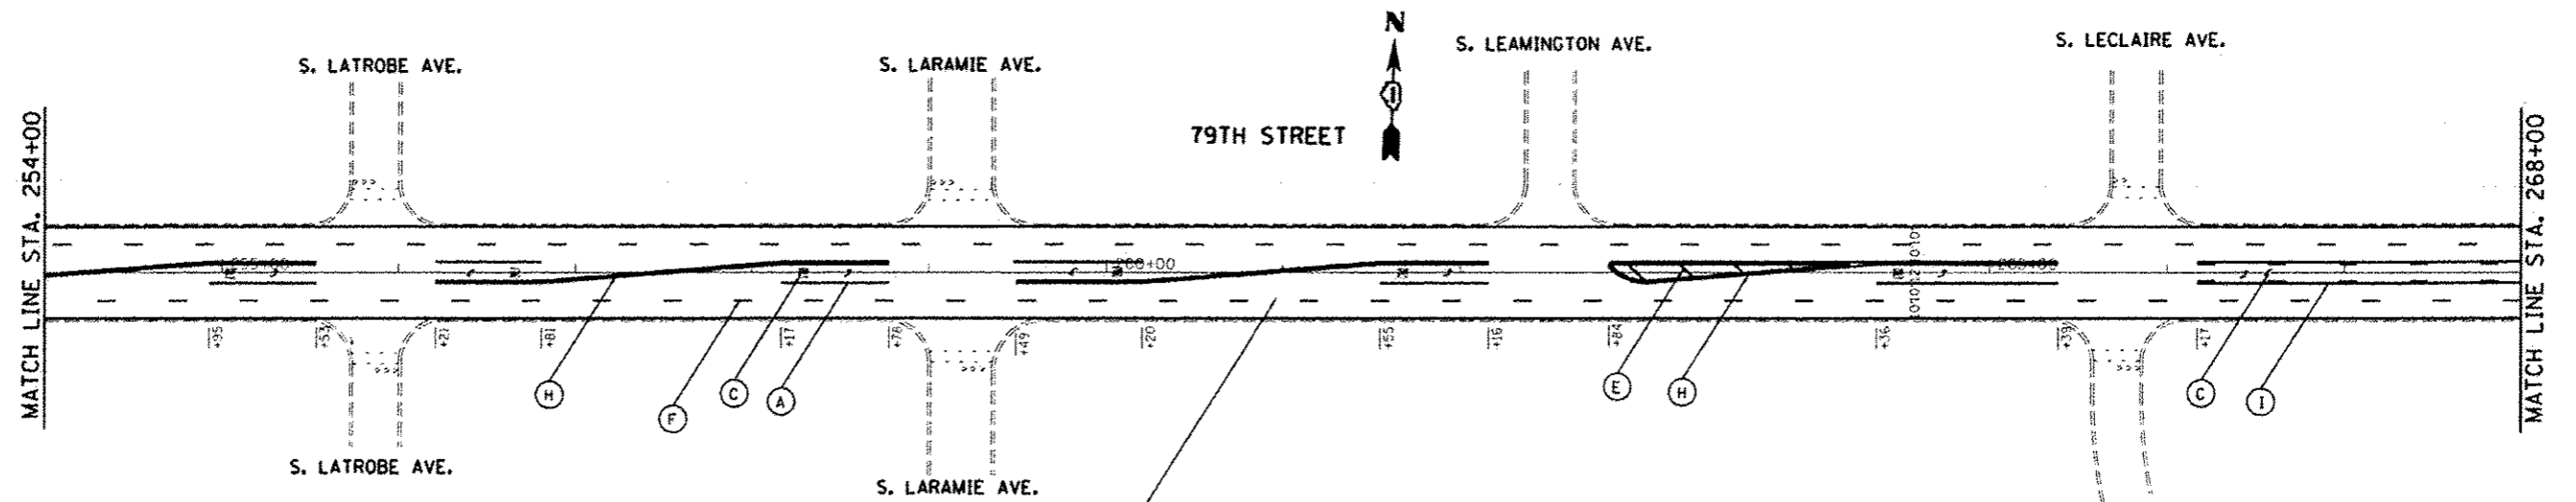 N
S. LATROBE AVE.
S. LARAMIE AVE.
S. LEAMINGTON AVE.
S. LECLAIRE AVE.
79TH STREET
MATCH LINE STA. 254+00
MATCH LINE STA. 268+00
+95
+53
+21
+81
+17
+78
+49
+20
+55
+16
+84
+36
+39
+17
H
F
C
A
E
H
C
I
S. LATROBE AVE.
S. LARAMIE AVE.